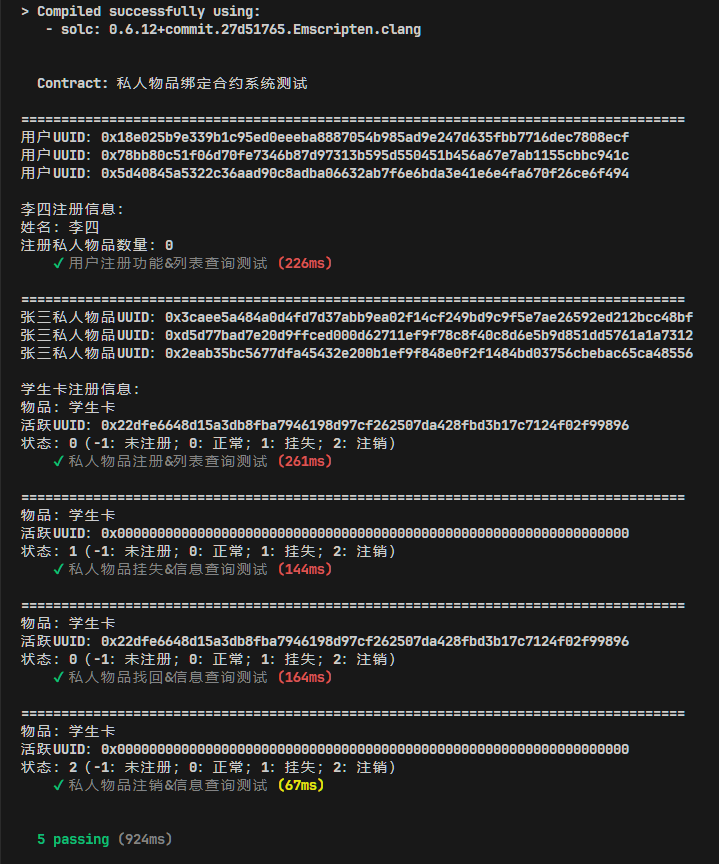 > Compiled successfully using:
- solc: 0.6.12+commit.27d51765.Emscripten.clang
Contract: 私人物品绑定合约系统测试
===================================================================================
用户UUID: 0x18e025b9e339b1c95ed0eeeba8887054b985ad9e247d635fbb7716dec7808ecf
用户UUID: 0x78bb80c51f06d70fe7346b87d97313b595d550451b456a67e7ab1155cbbc941c
用户UUID: 0x5d40845a5322c36aad90c8adba06632ab7f6e6bda3e41e6e4fa670f26ce6f494
李四注册信息:
姓名: 李四
注册私人物品数量: 0
✓ 用户注册功能&列表查询测试 (226ms)
===================================================================================
张三私人物品UUID: 0x3caee5a484a0d4fd7d37abb9ea02f14cf249bd9c9f5e7ae26592ed212bcc48bf
张三私人物品UUID: 0xd5d77bad7e20d9ffced000d62711ef9f78c8f40c8d6e5b9d851dd5761a1a7312
张三私人物品UUID: 0x2eab35bc5677dfa45432e200b1ef9f848e0f2f1484bd03756cbebac65ca48556
学生卡注册信息:
物品: 学生卡
活跃UUID: 0x22dfe6648d15a3db8fba7946198d97cf262507da428fbd3b17c7124f02f99896
状态: 0 (-1: 未注册; 0: 正常; 1: 挂失; 2: 注销)
✓ 私人物品注册&列表查询测试 (261ms)
===================================================================================
物品: 学生卡
活跃UUID: 0x0000000000000000000000000000000000000000000000000000000000000000
状态: 1 (-1: 未注册; 0: 正常; 1: 挂失; 2: 注销)
✓ 私人物品挂失&信息查询测试 (144ms)
===================================================================================
物品: 学生卡
活跃UUID: 0x22dfe6648d15a3db8fba7946198d97cf262507da428fbd3b17c7124f02f99896
状态: 0 (-1: 未注册; 0: 正常; 1: 挂失; 2: 注销)
✓ 私人物品找回&信息查询测试 (164ms)
===================================================================================
物品: 学生卡
活跃UUID: 0x0000000000000000000000000000000000000000000000000000000000000000
状态: 2 (-1: 未注册; 0: 正常; 1: 挂失; 2: 注销)
✓ 私人物品注销&信息查询测试 (67ms)
5 passing (924ms)